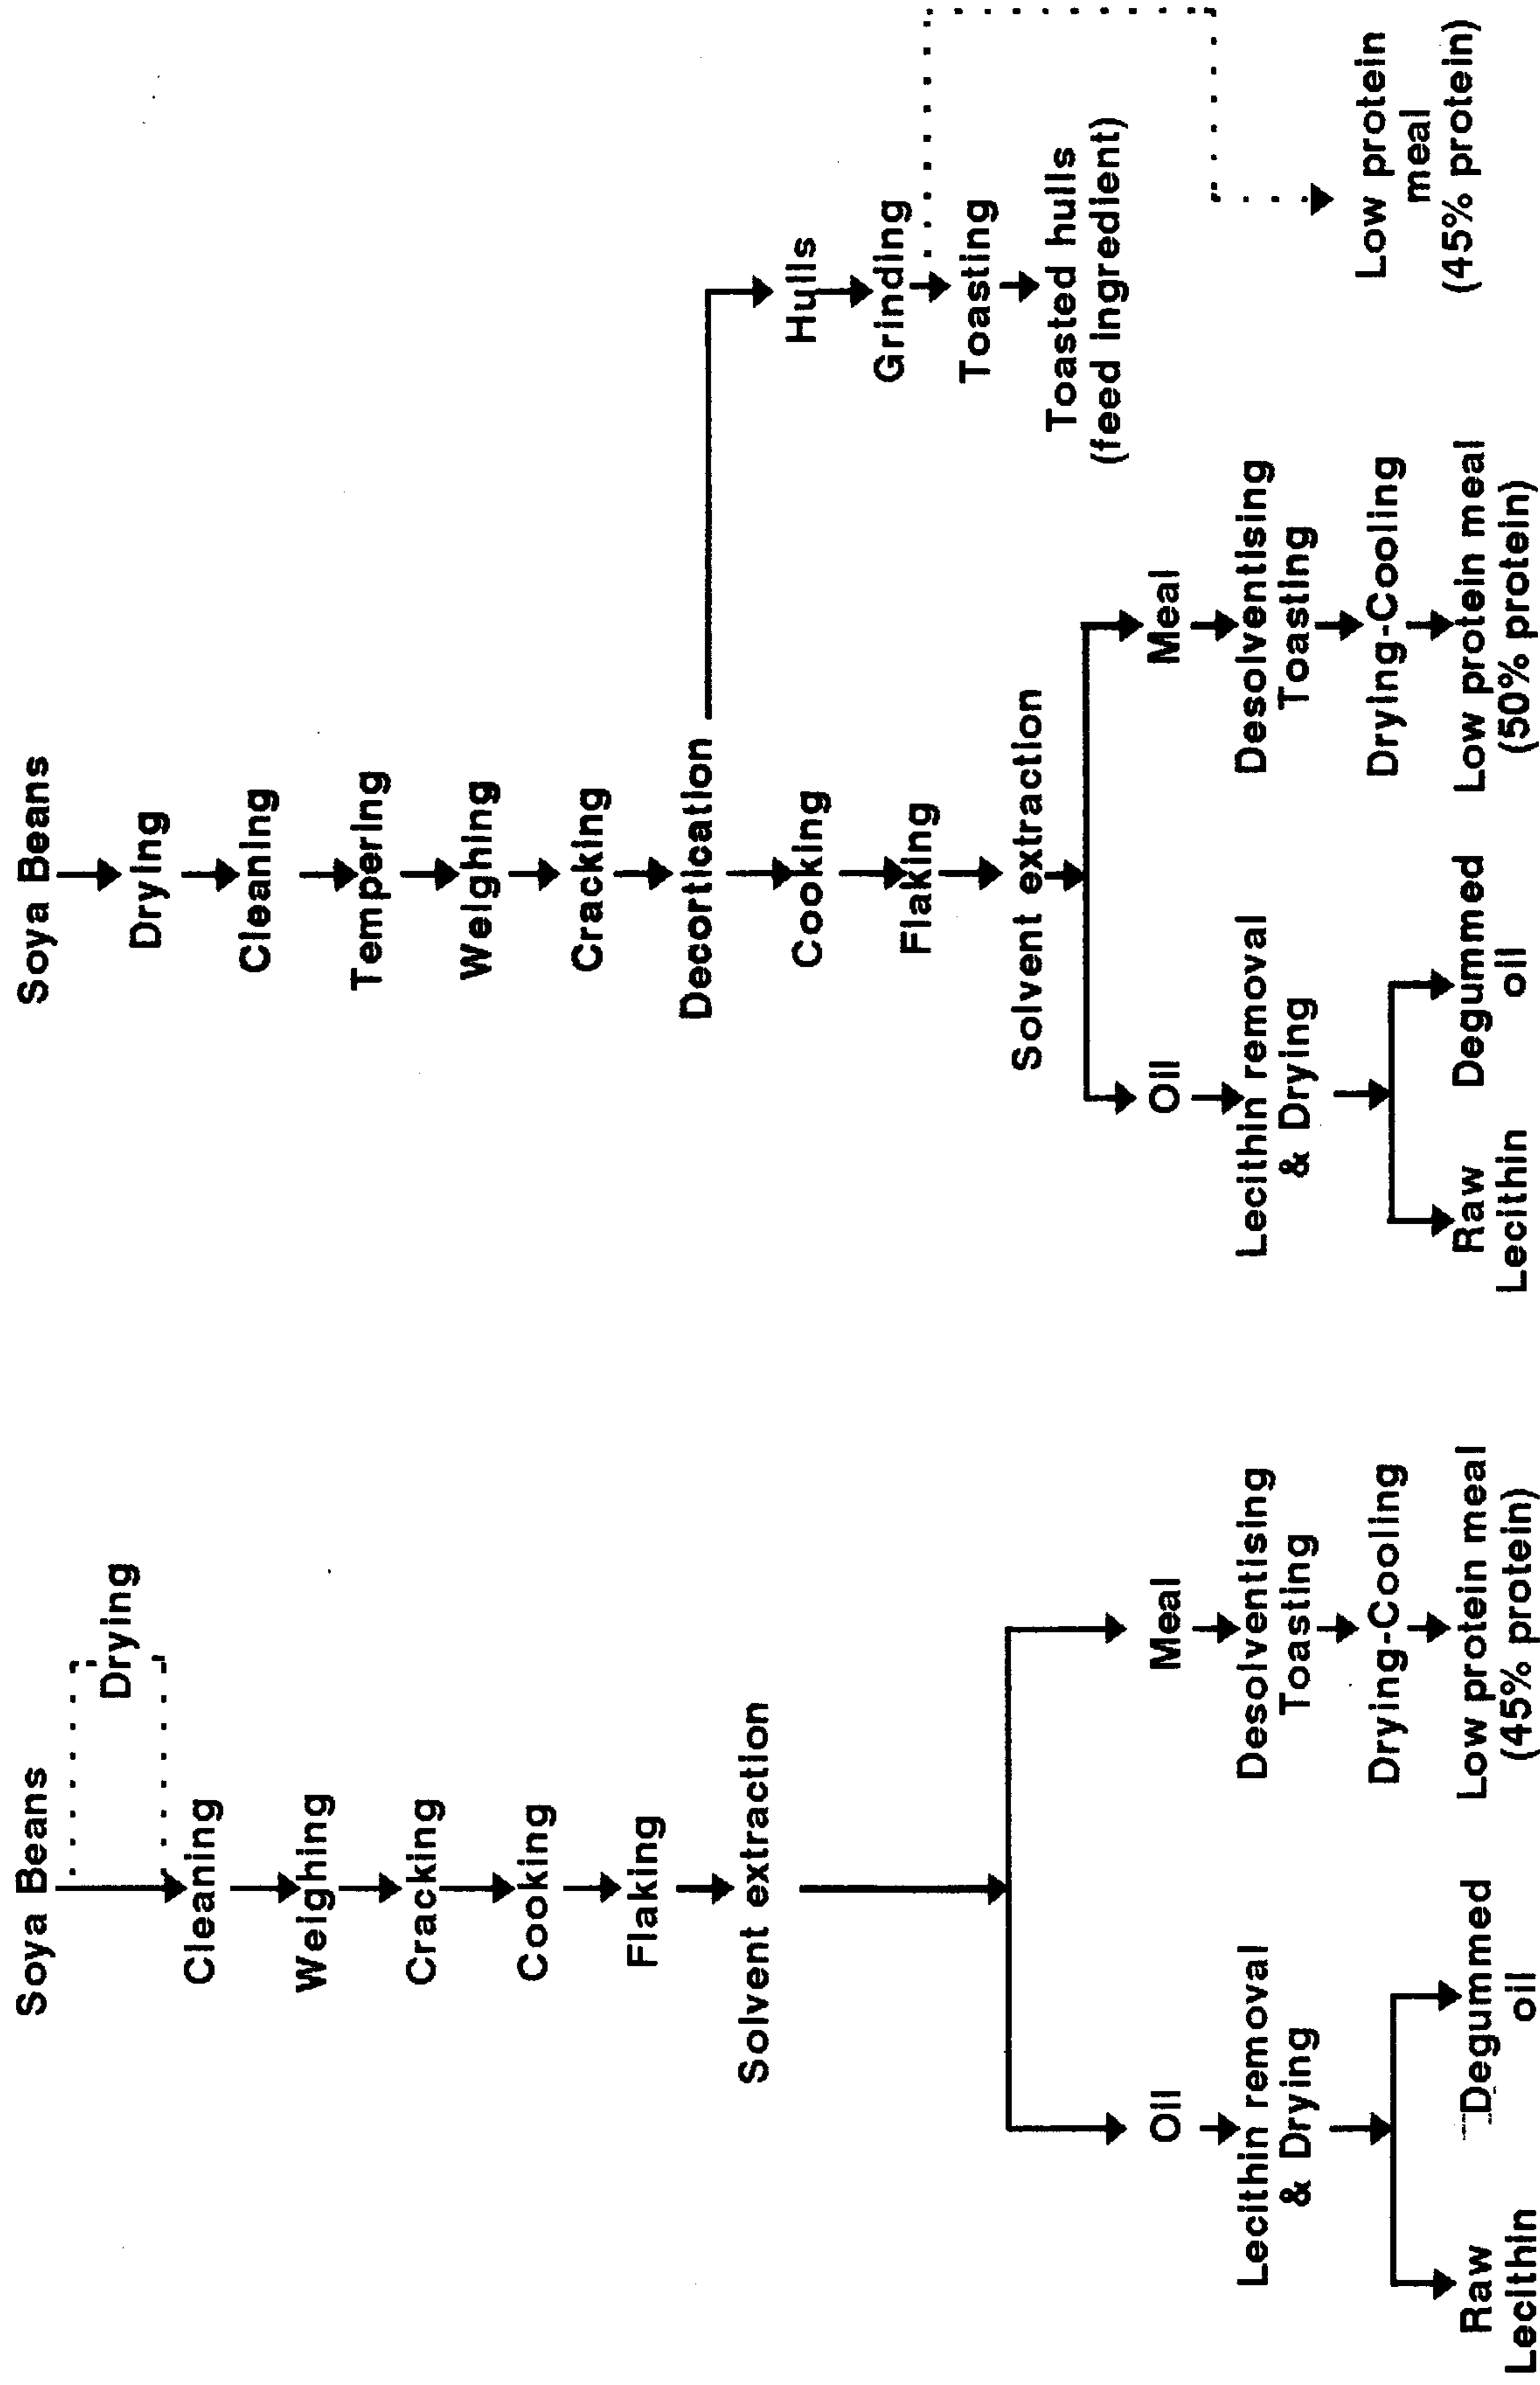 Soya Beans
Drying
Cleaning
Weighing
Cracking
Cooking
Flaking
Solvent extraction
Oil
Lecithin removal
& Drying
Raw
Lecithin
Degummed
oil
Meal
Desolventising
Toasting
Drying-Cooling
Low protein meal
(45% protein)
Soya Beans
Drying
Cleaning
Tempering
Weighing
Cracking
Decortication
Cooking
Flaking
Solvent extraction
Oil
Lecithin removal
& Drying
Raw
Lecithin
Degummed
oil
Meal
Desolventising
Toasting
Drying-Cooling
Low protein meal
(50% protein)
Hulls
Grinding
Toasting
Toasted hulls
(feed ingredient)
Low protein
meal
(45% protein)